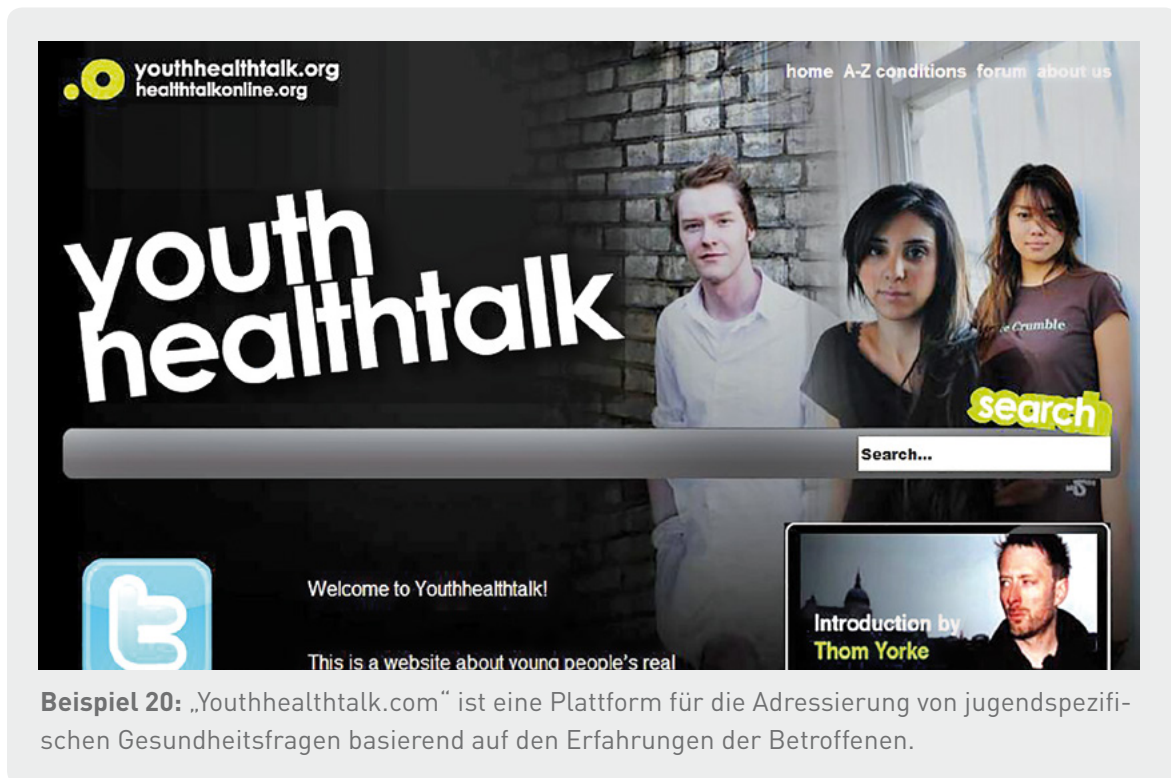 youthhealthtalk.org
healthtalkonline.org
home A-Z conditions forum about us
youth
healthtalk
e Crumble
search
Search...
Welcome to Youthhealthtalk!
This is a website about young people's real
Introduction by
Thom Yorke
Beispiel 20: „Youthhealthtalk.com“ ist eine Plattform für die Adressierung von jugendspezifi-
schen Gesundheitsfragen basierend auf den Erfahrungen der Betroffenen.